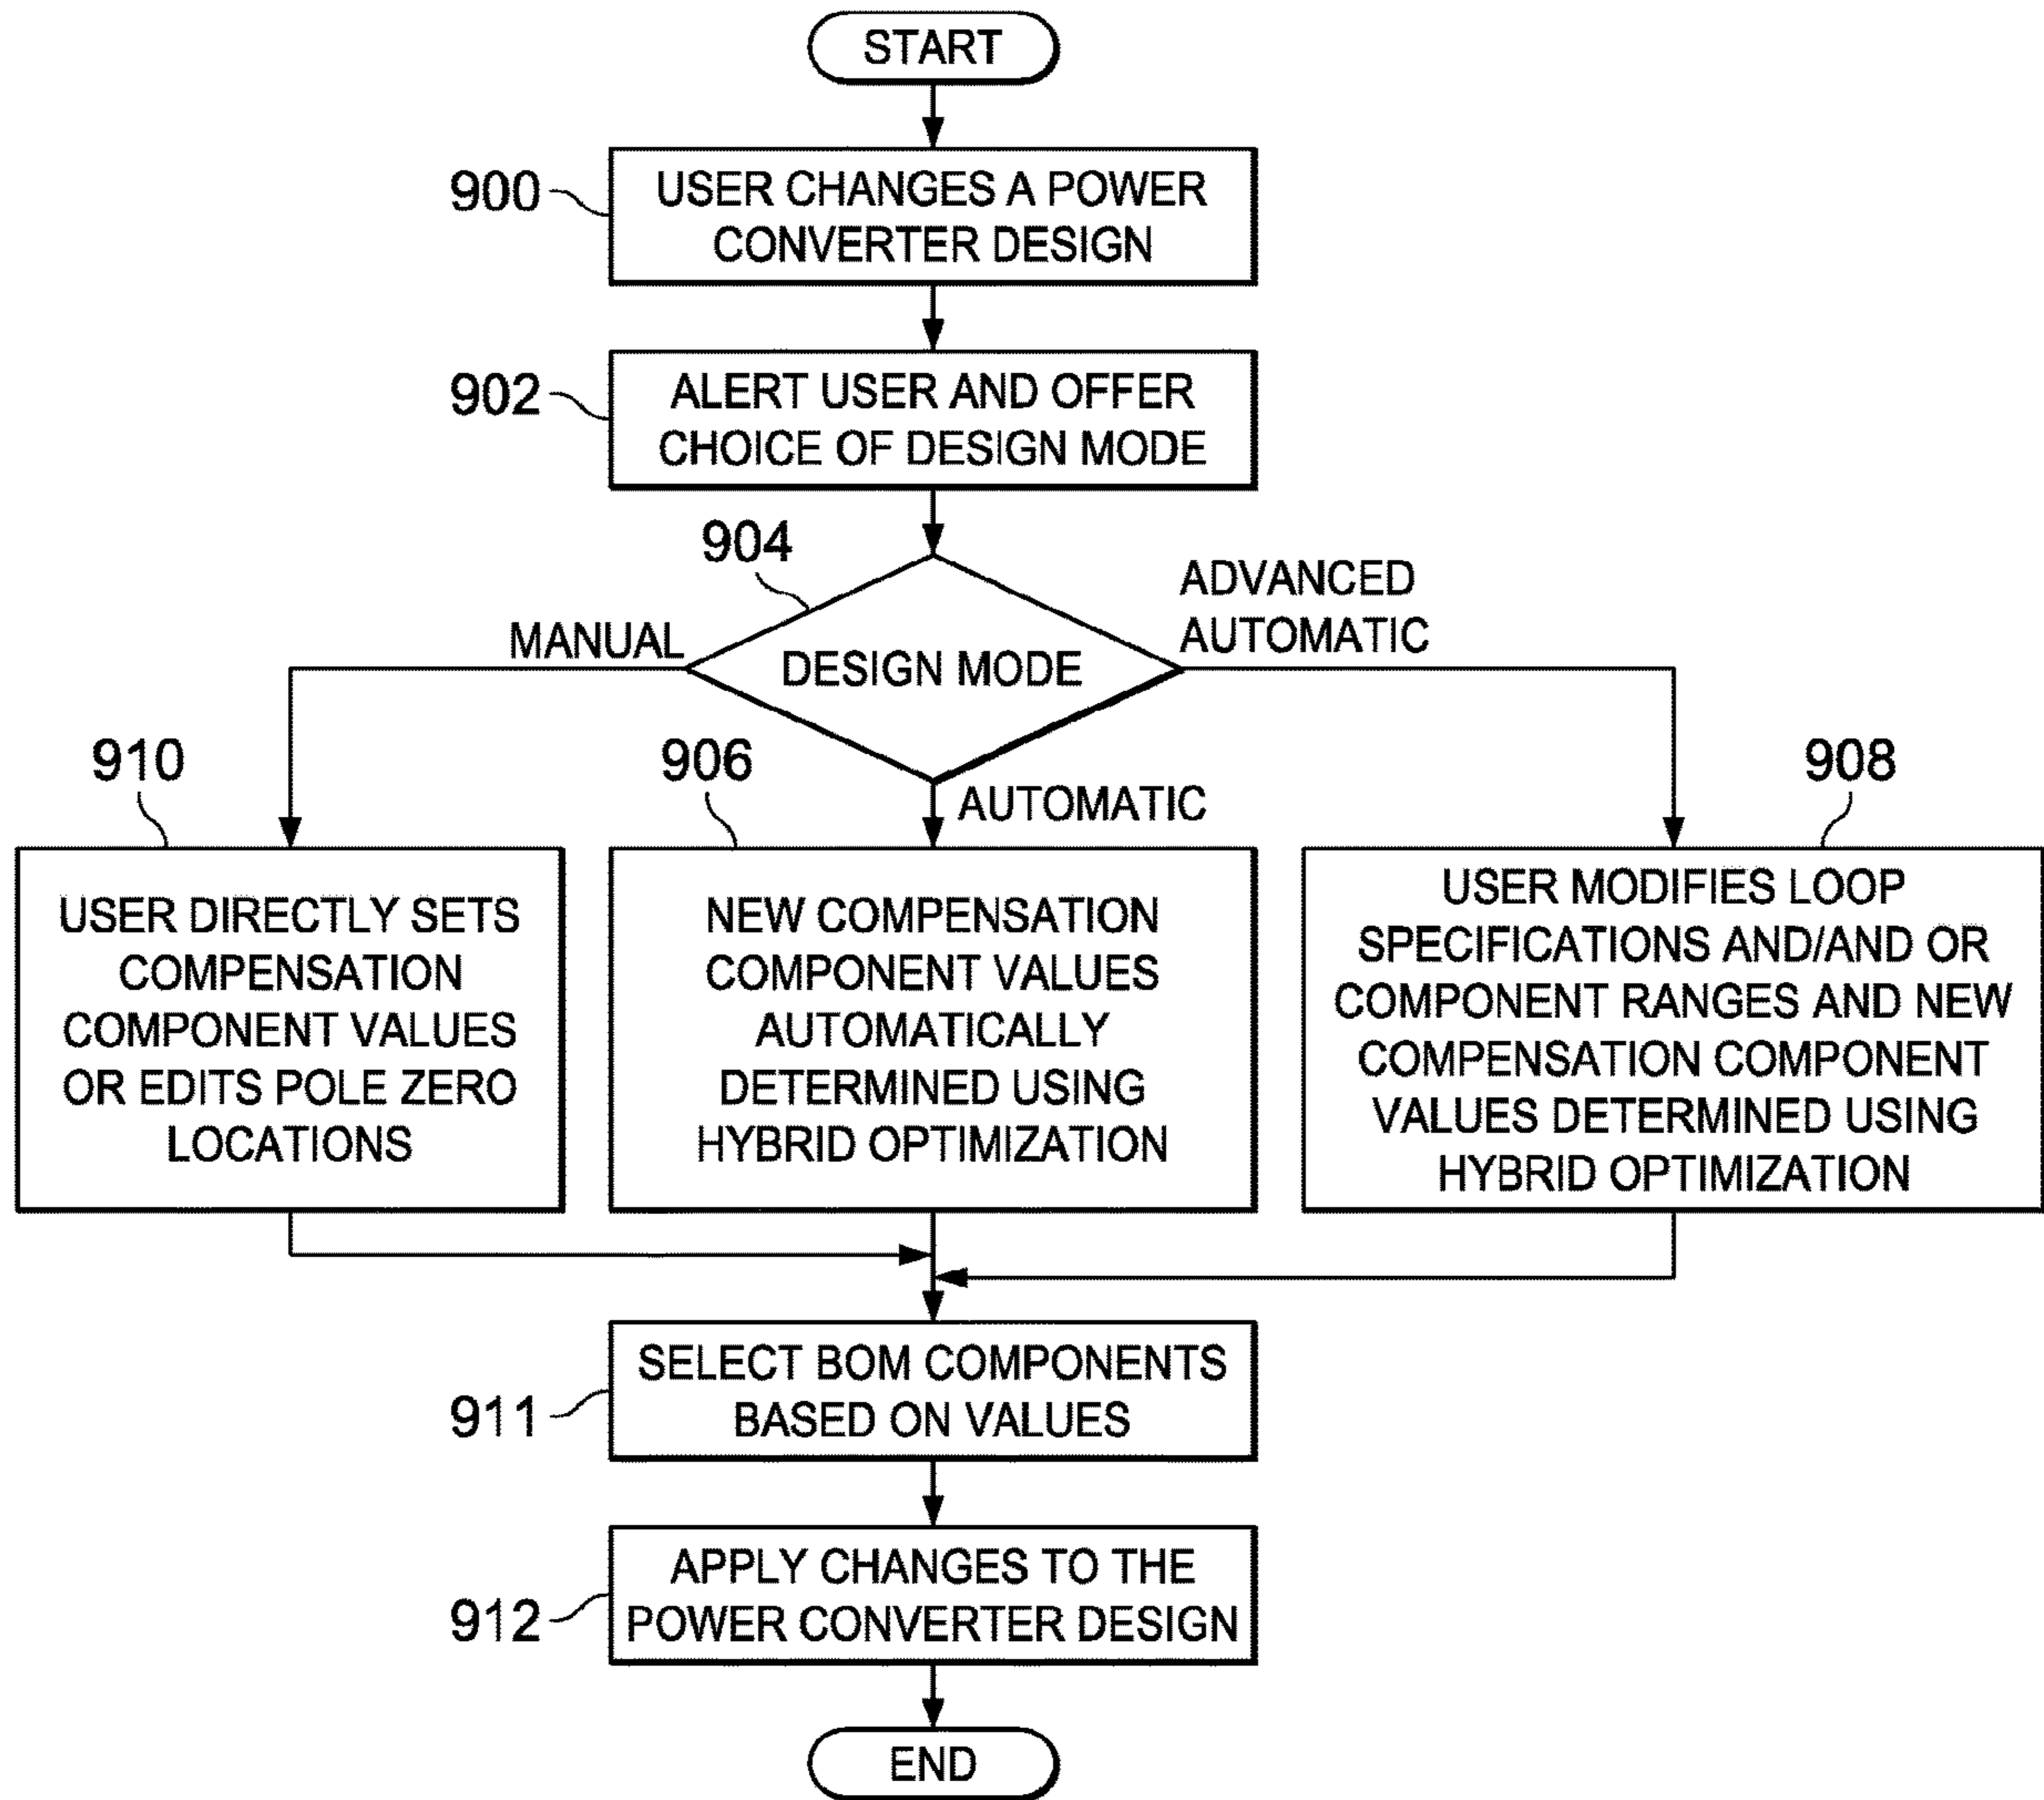 START
900
USER CHANGES A POWER
CONVERTER DESIGN
902
ALERT USER AND OFFER
CHOICE OF DESIGN MODE
904
MANUAL
DESIGN MODE
ADVANCED
AUTOMATIC
AUTOMATIC
910
USER DIRECTLY SETS
COMPENSATION
COMPONENT VALUES
OR EDITS POLE ZERO
LOCATIONS
906
NEW COMPENSATION
COMPONENT VALUES
AUTOMATICALLY
DETERMINED USING
HYBRID OPTIMIZATION
908
USER MODIFIES LOOP
SPECIFICATIONS AND/AND OR
COMPONENT RANGES AND NEW
COMPENSATION COMPONENT
VALUES DETERMINED USING
HYBRID OPTIMIZATION
911
SELECT BOM COMPONENTS
BASED ON VALUES
912
APPLY CHANGES TO THE
POWER CONVERTER DESIGN
END